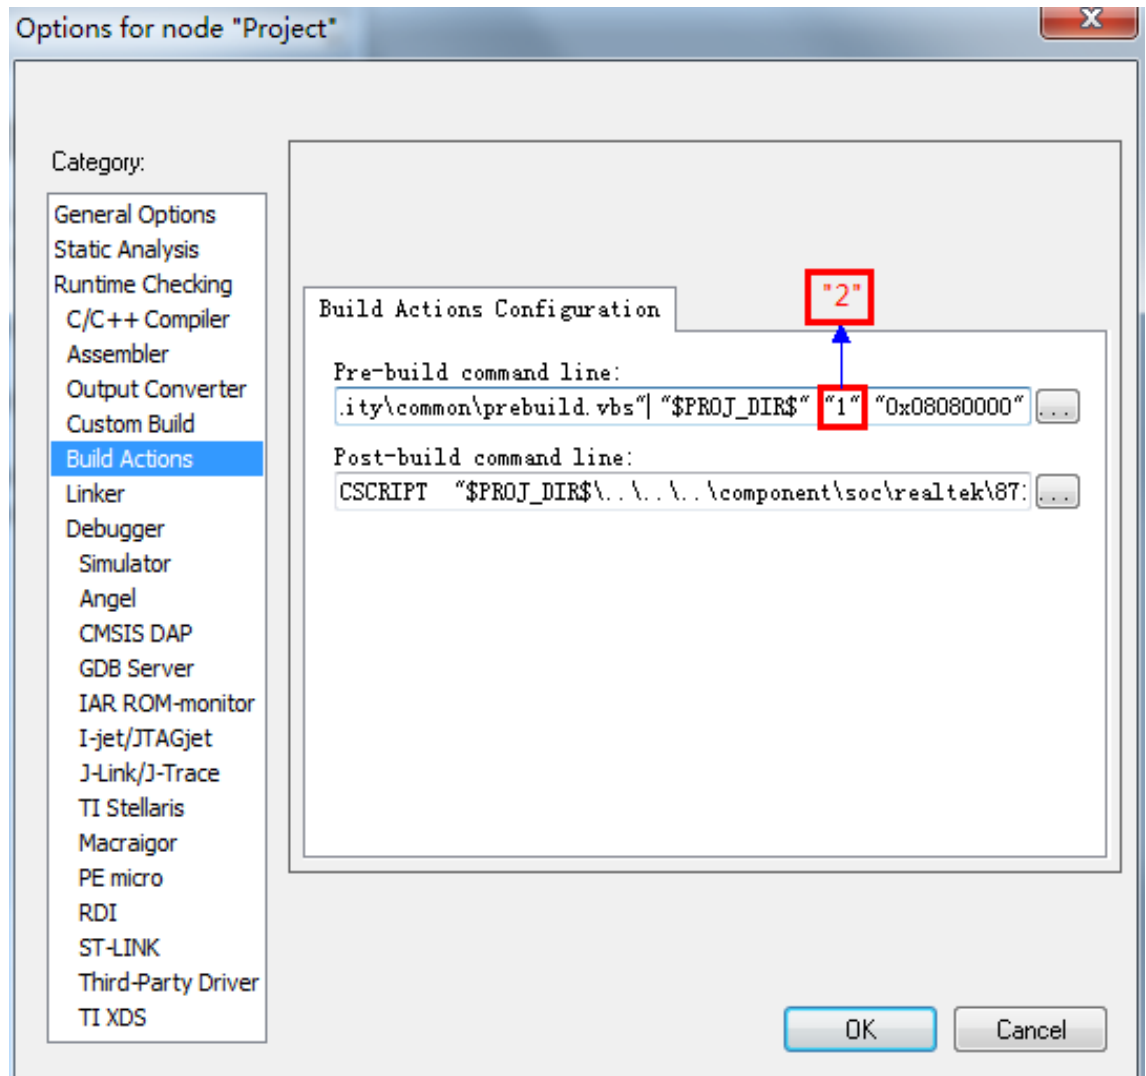 Options for node "Project"
x
Category:
General Options
Static Analysis
Runtime Checking
C/C++ Compiler
Assembler
Output Converter
Custom Build
Build Actions
Linker
Debugger
Simulator
Angel
CMSIS DAP
GDB Server
IAR ROM-monitor
I-jet/JTAGjet
J-Link/J-Trace
TI Stellaris
Macraigor
PE micro
RDI
ST-LINK
Third-Party Driver
TI XDS
"2"
Build Actions Configuration
Pre-build command line:
.ity\common\prebuild.vbs" "$PROJ_DIR$" "1" "0x08080000"
...
Post-build command line:
CSCRIPT "$PROJ_DIR$\..\..\..\component\soc\realtek\871
...
OK
Cancel